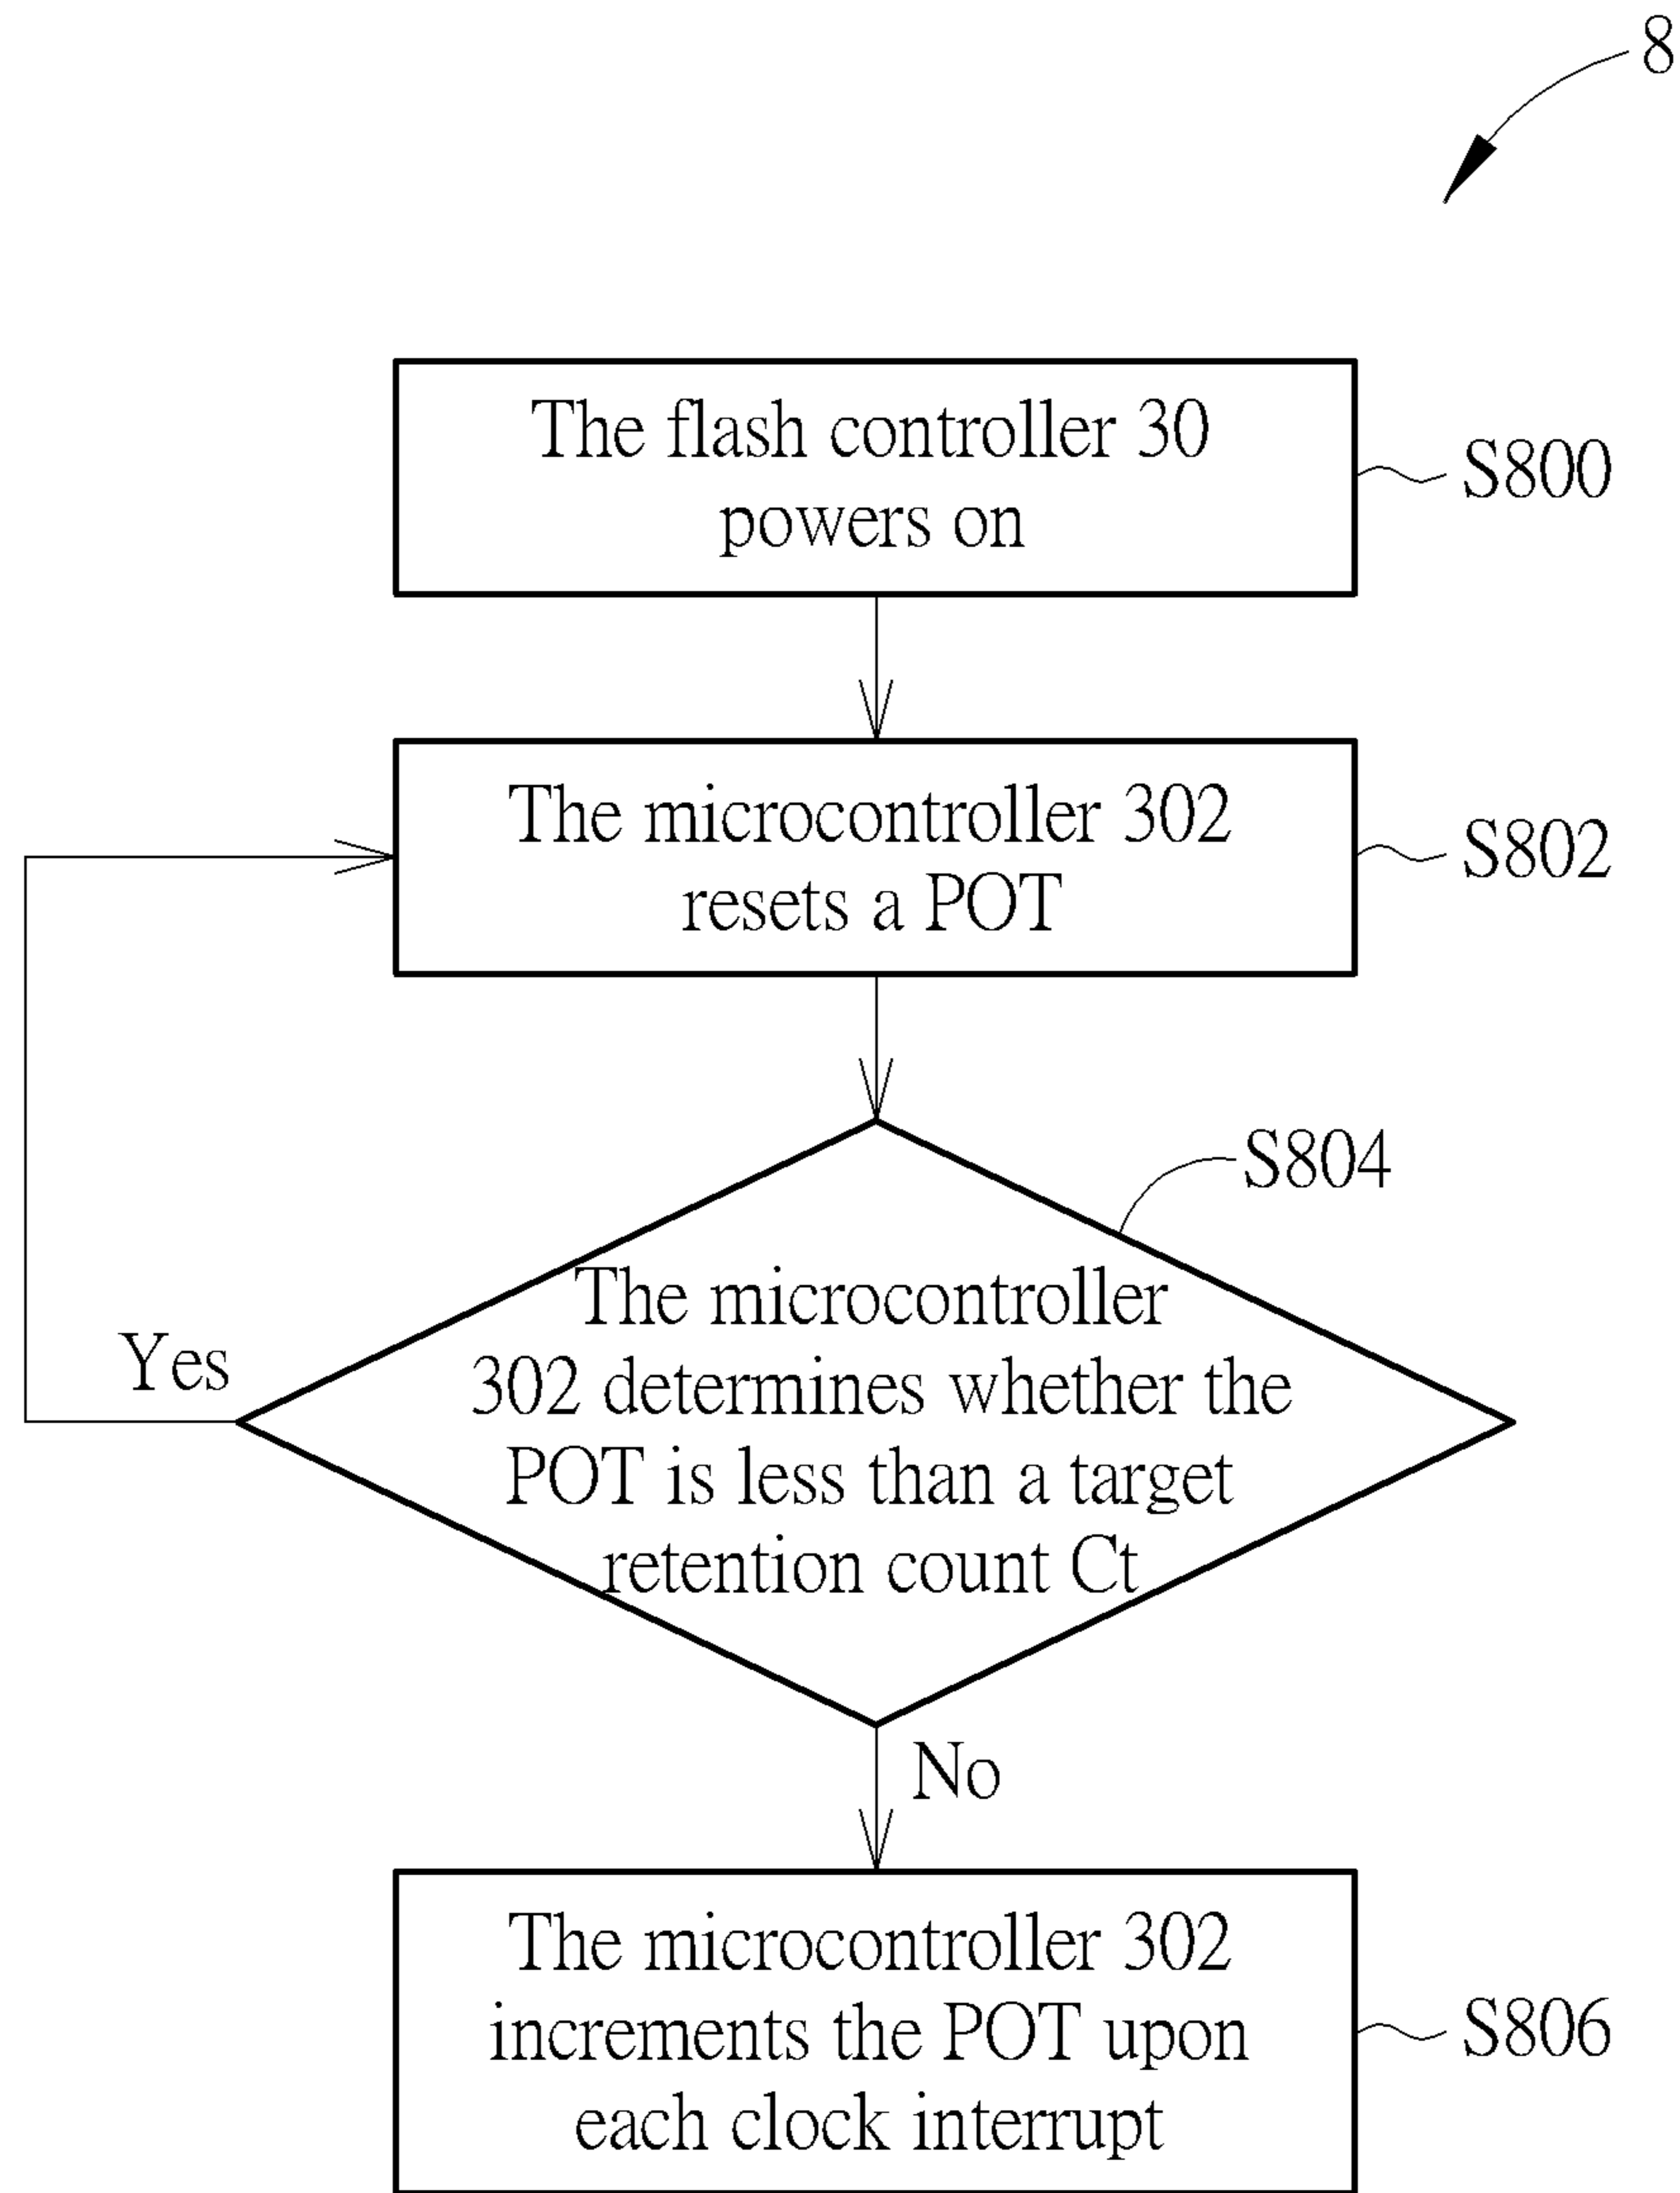 8
The flash controller 30
powers on
S800
The microcontroller 302
resets a POT
S802
S804
The microcontroller
302 determines whether the
POT is less than a target
retention count Ct
Yes
No
The microcontroller 302
increments the POT upon
each clock interrupt
S806